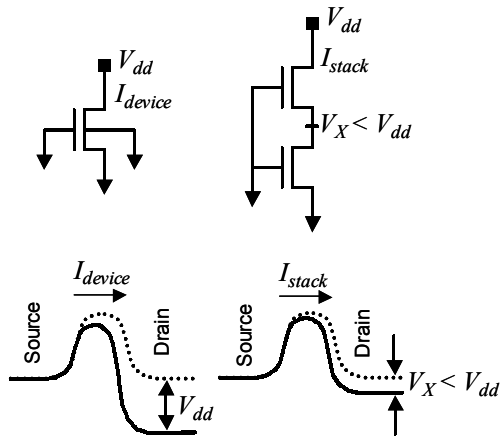 V_dd
I_device
V_dd
I_stack
V_X < V_dd
I_device
Source
Drain
V_dd
I_stack
Source
Drain
V_X < V_dd